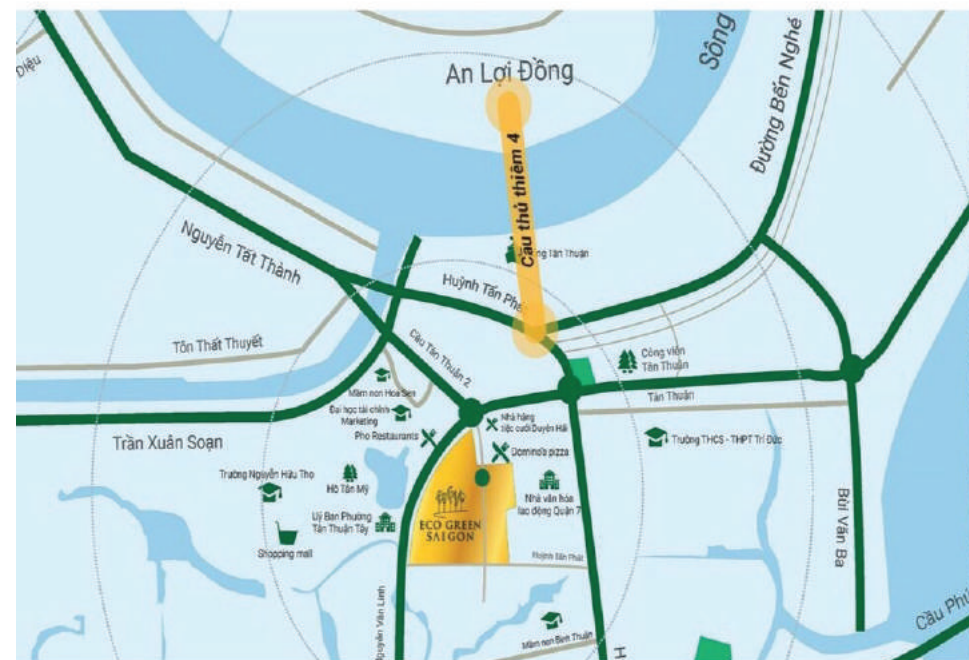 An Lợi Đồng
Sông
Diệu
Đường Bến Nghé
Cầu thủ thiêm 4
Nguyễn Tất Thành
Tân Thuận
Huỳnh Tấn
Tôn Thất Thuyết
Cầu Tân Thuận 2
Công viên
Tân Thuận
Mầm non Hoa Sen
Tân Thuận
Đại học tài chính
Marketing
Nhà hàng
tiệc cưới Duyên Hải
Trần Xuân Soạn
Pho Restaurants
Domino's pizza
Trường THCS - THPT Trí Đức
Trường Nguyễn Hữu Thọ
Hồ Tân Mỹ
Nhà văn hóa
lao động Quận 7
Bùi Văn Ba
ECO GREEN
SAIGON
Uỷ Ban Phường
Tân Thuận Tây
Shopping mall
Huỳnh Tấn Phát
Nguyễn Văn Linh
Cầu Phú
Mầm non Bình Thuận
H